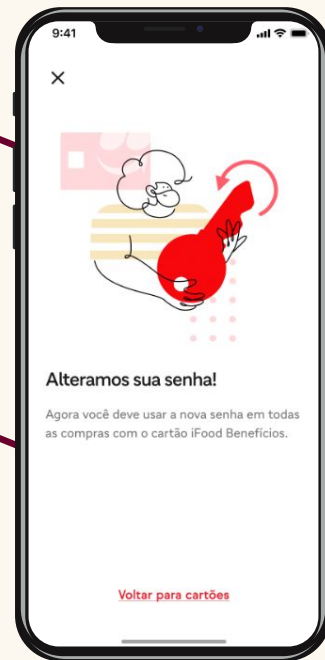 9:41
Alteramos sua senha!
Agora você deve usar a nova senha em todas
as compras com o cartão iFood Benefícios.
Voltar para cartões